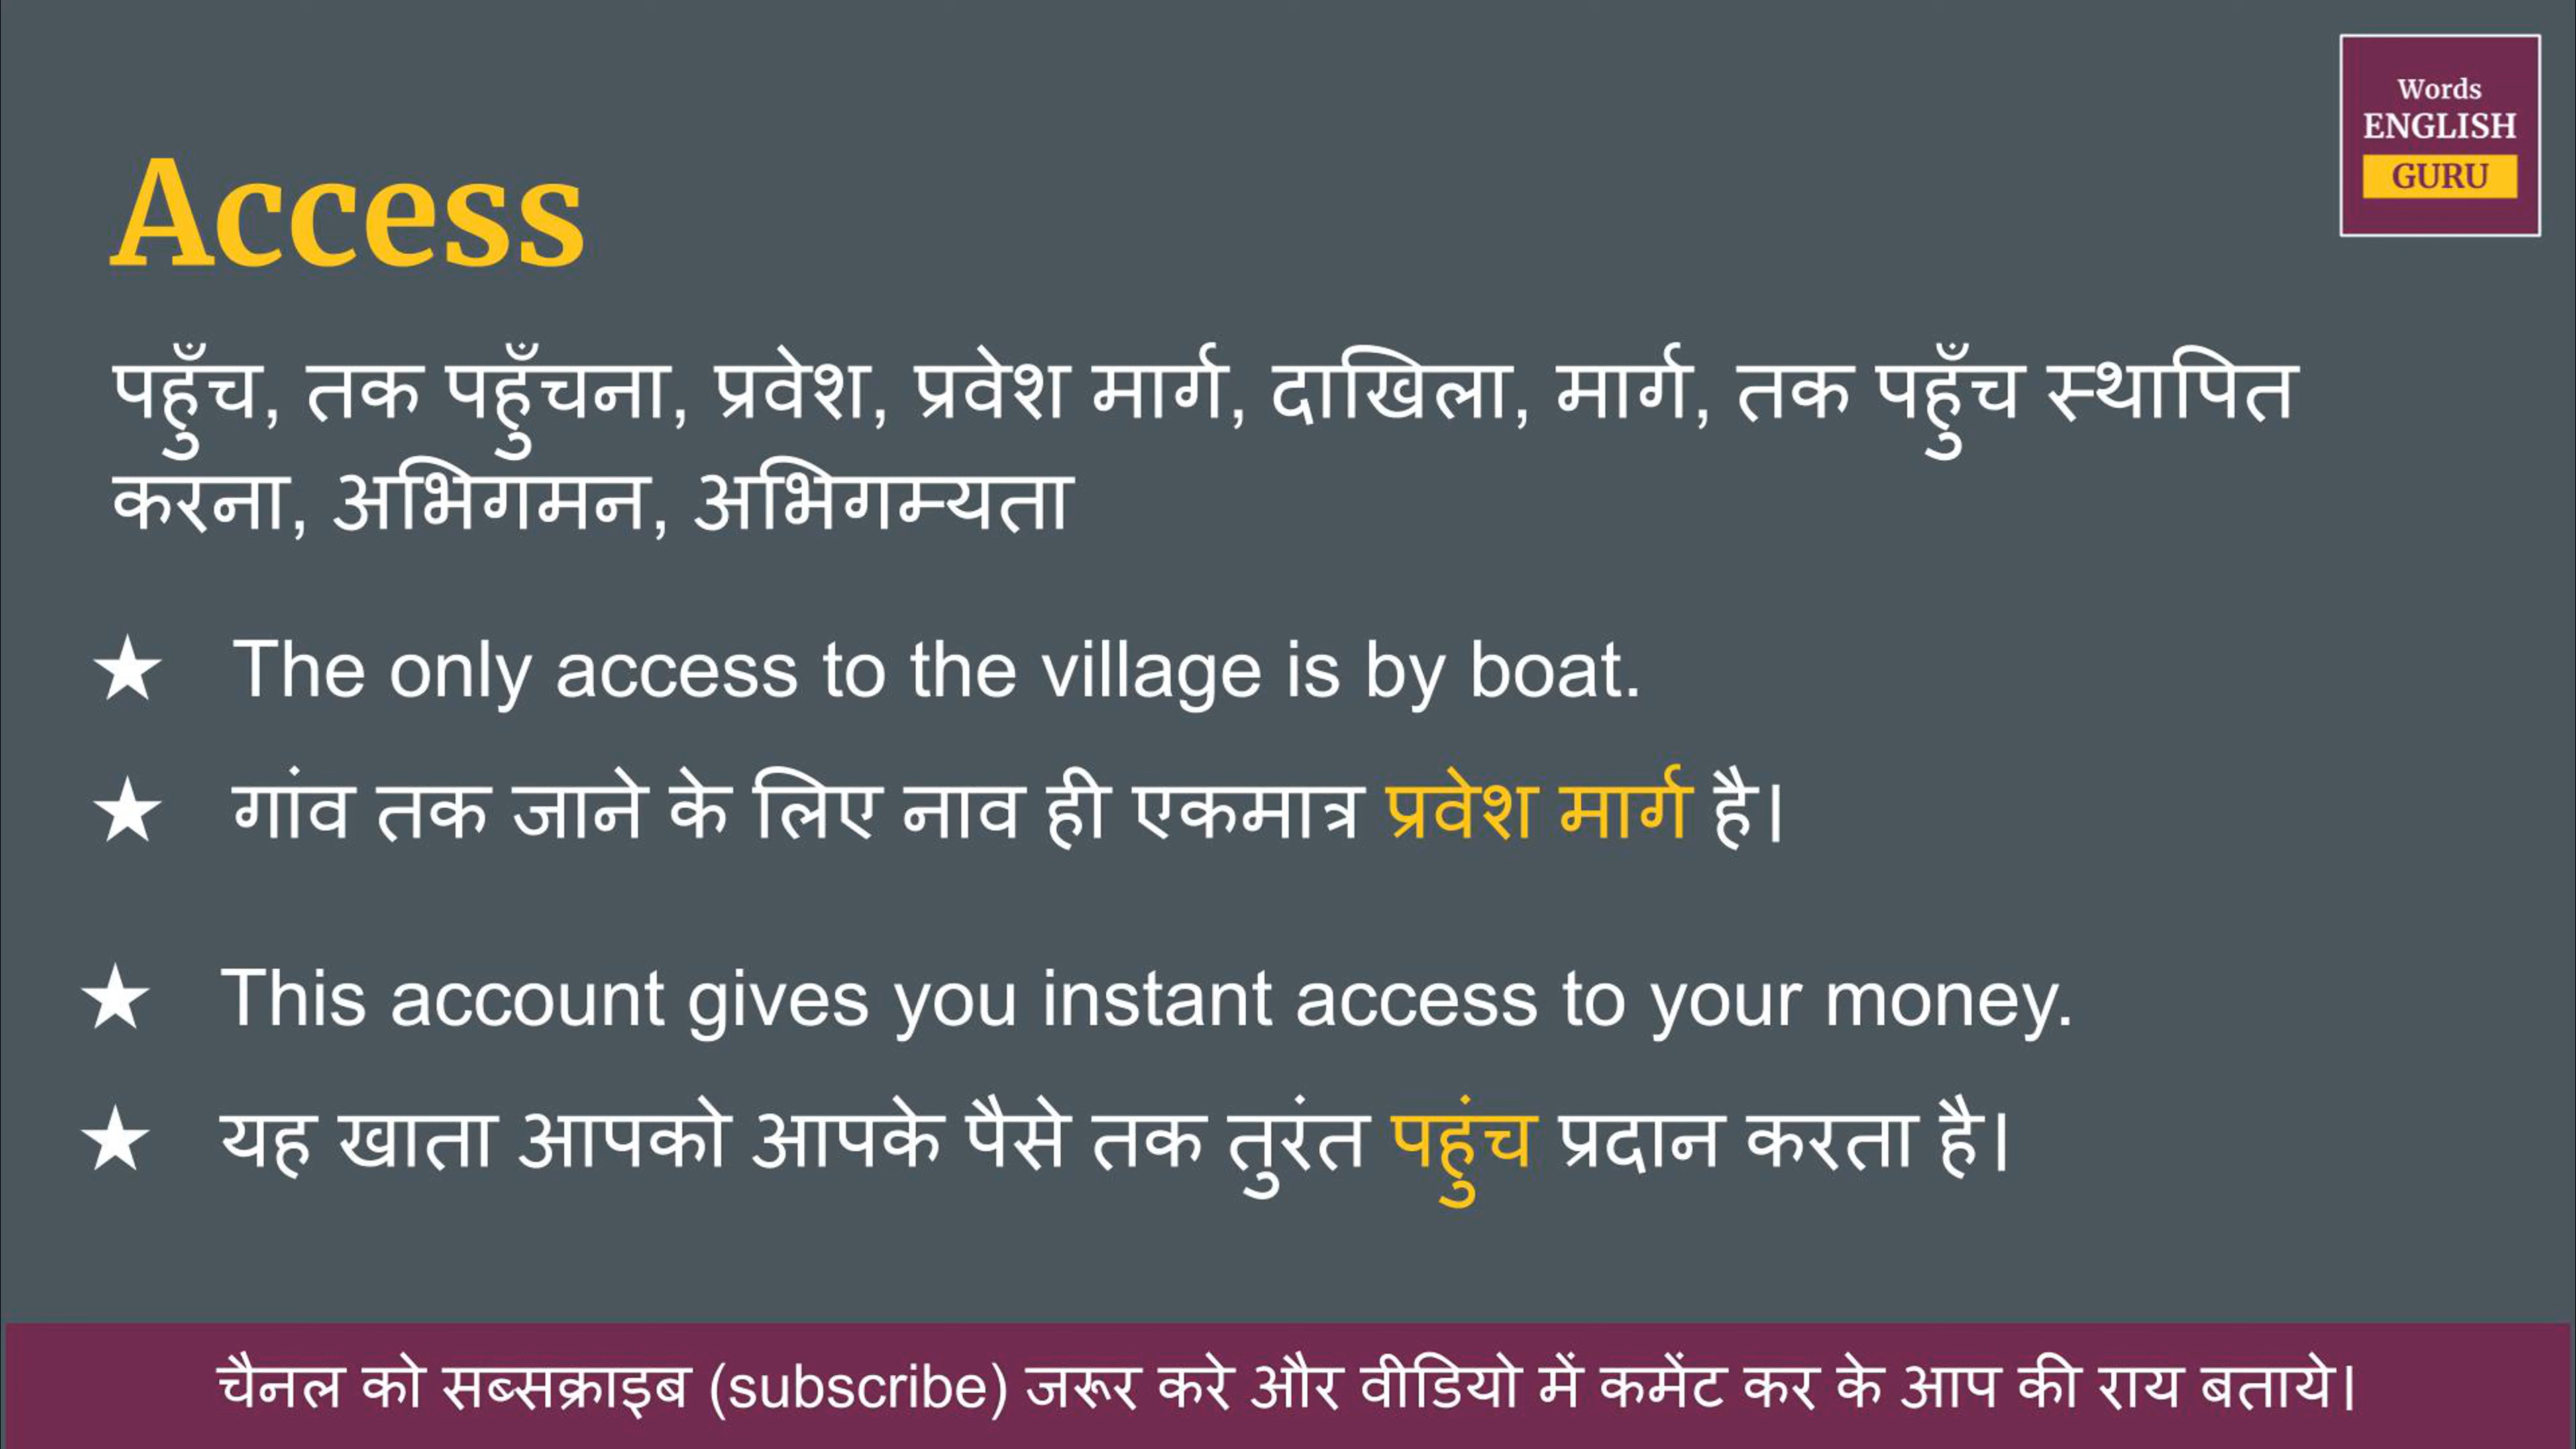 Words
ENGLISH
GURU
Access
पहुँच, तक पहुँचना, प्रवेश, प्रवेश मार्ग, दाखिला, मार्ग, तक पहुँच स्थापित
करना, अभिगमन, अभिगम्यता
★ The only access to the village is by boat.
★ गांव तक जाने के लिए नाव ही एकमात्र प्रवेश मार्ग है।
★ This account gives you instant access to your money.
★ यह खाता आपको आपके पैसे तक तुरंत पहुंच प्रदान करता है।
चैनल को सब्सक्राइब (subscribe) जरूर करे और वीडियो में कमेंट कर के आप की राय बताये।